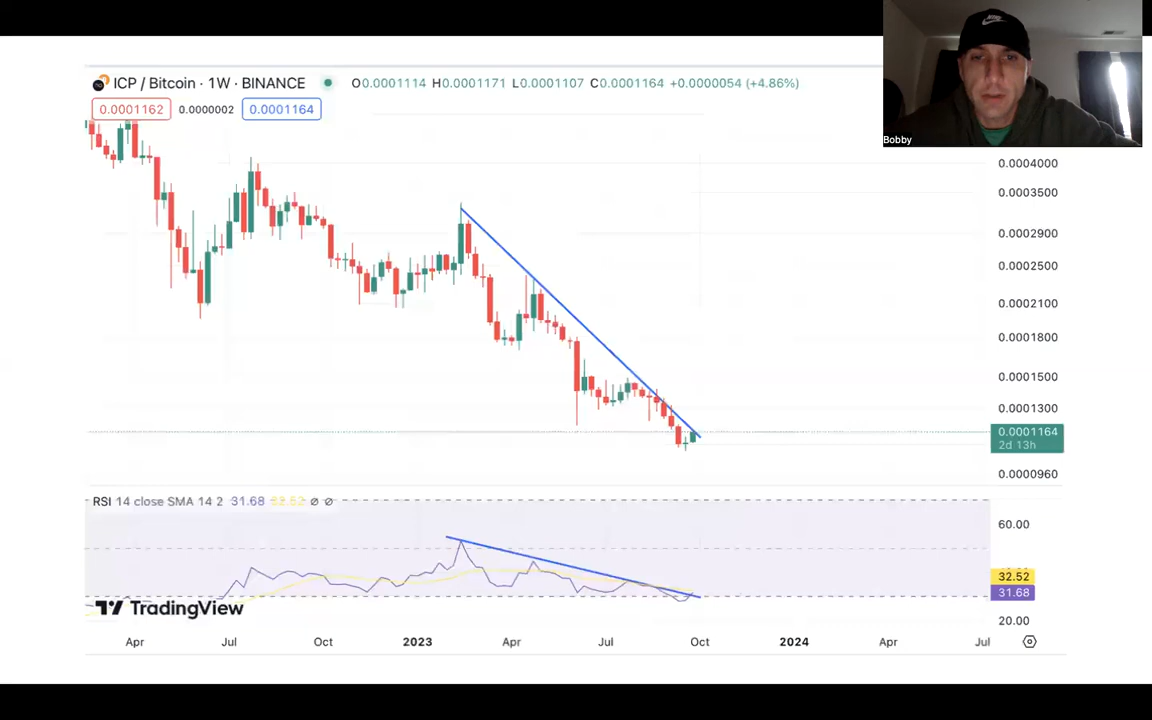 ICP / Bitcoin · 1W · BINANCE O0.0001114 H0.0001171 L0.0001107 C0.0001164 +0.0000054 (+4.86%)
0.0001162 0.0000002 0.0001164
Bobby
0.0004000
0.0003500
0.0002900
0.0002500
0.0002100
0.0001800
0.0001500
0.0001300
0.0001164
2d 13h
0.0000960
RSI 14 close SMA 14 2 31.68 32.52 ∅ ∅
60.00
32.52
31.68
20.00
TradingView
Apr Jul Oct 2023 Apr Jul Oct 2024 Apr Jul